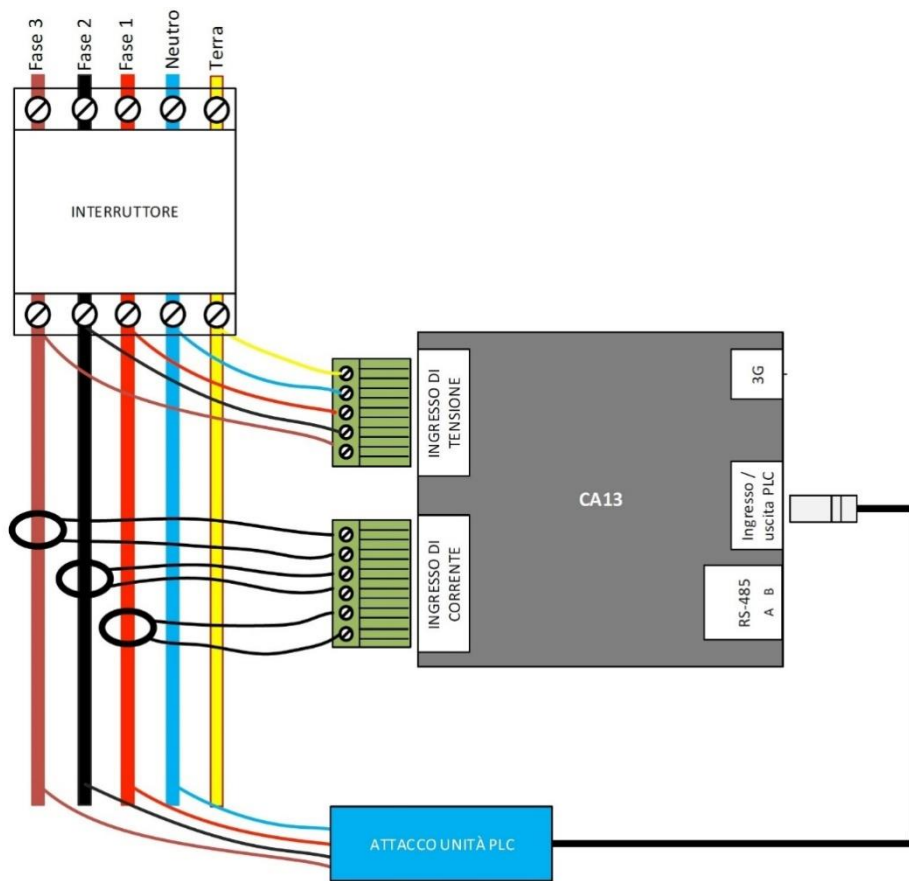 Fase 3
Fase 2
Fase 1
Neutro
Terra
INTERRUTTORE
INGRESSO DI
TENSIONE
3G
CA13
Ingresso /
uscita PLC
INGRESSO DI
CORRENTE
RS-485
A B
ATTACCO UNITÀ PLC